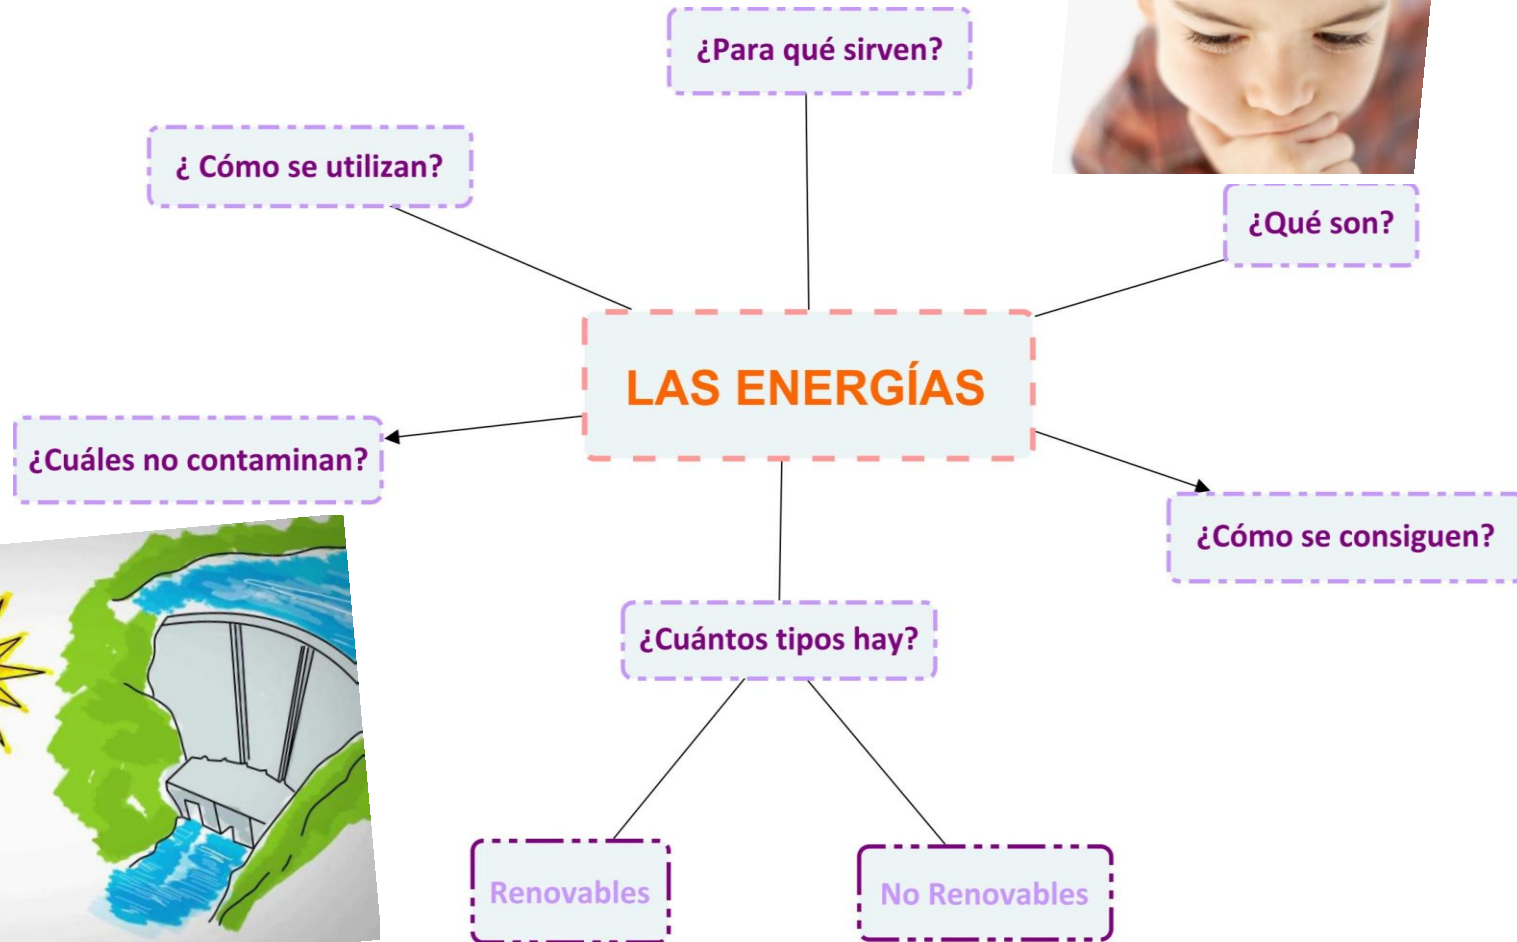 ¿Para qué sirven?
¿ Cómo se utilizan?
¿Qué son?
LAS ENERGÍAS
¿Cuáles no contaminan?
¿Cómo se consiguen?
¿Cuántos tipos hay?
Renovables
No Renovables